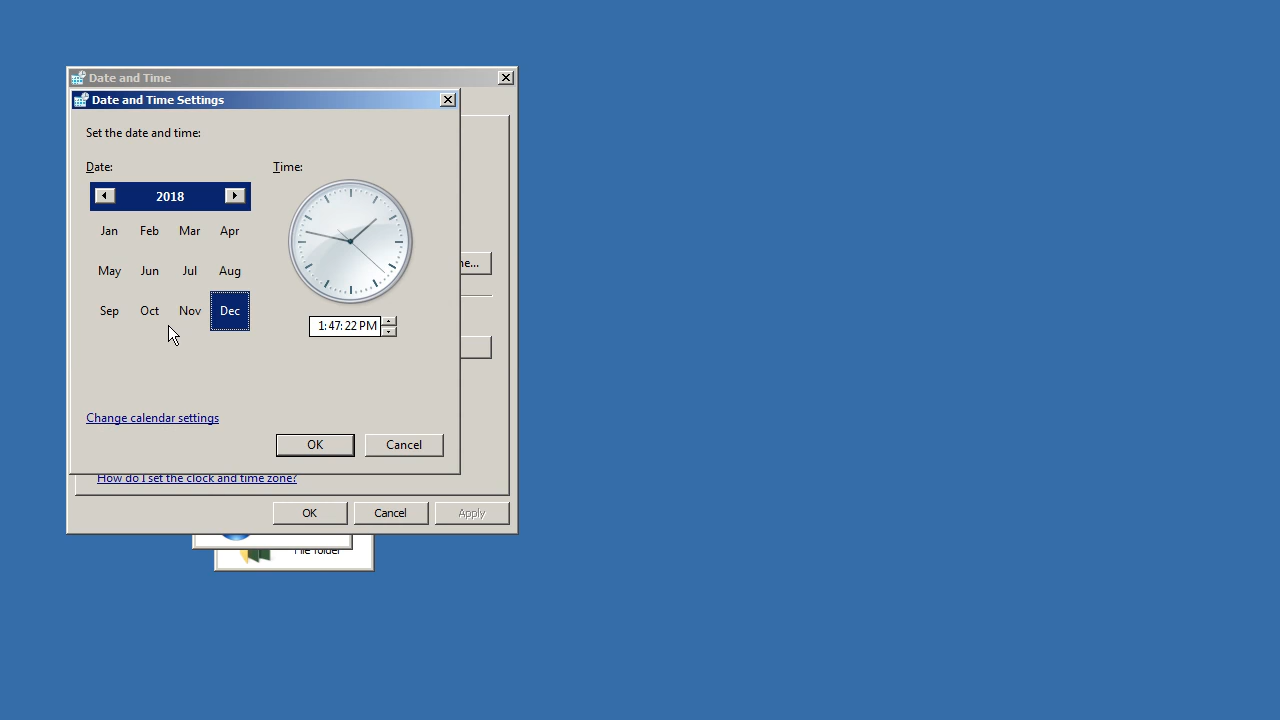 Date and Time
Date and Time Settings
Set the date and time:
Date:
Time:
2018
Jan Feb Mar Apr
May Jun Jul Aug
Sep Oct Nov Dec
1:47:22 PM
ne...
Change calendar settings
OK Cancel
How do I set the clock and time zone?
OK Cancel Apply
File folder